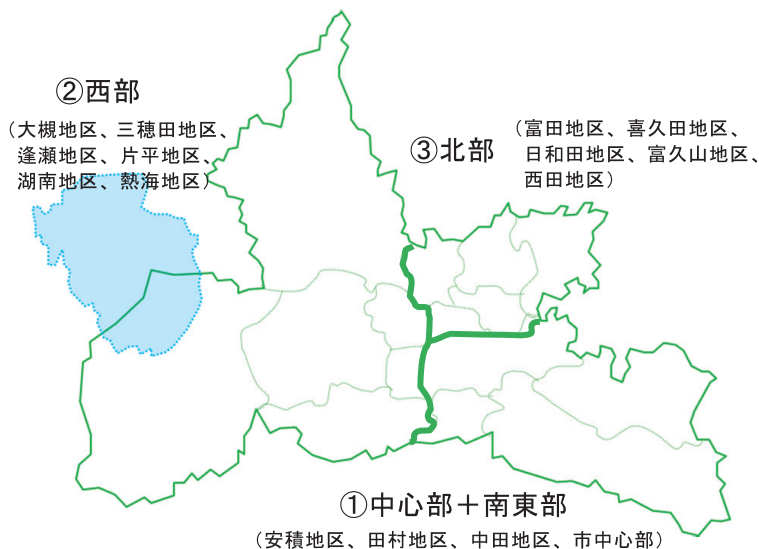 ②西部
(大槻地区、三穂田地区、
逢瀬地区、片平地区、
湖南地区、熱海地区)
③北部
(富田地区、喜久田地区、
日和田地区、富久山地区、
西田地区)
①中心部＋南東部
(安積地区、田村地区、中田地区、市中心部)